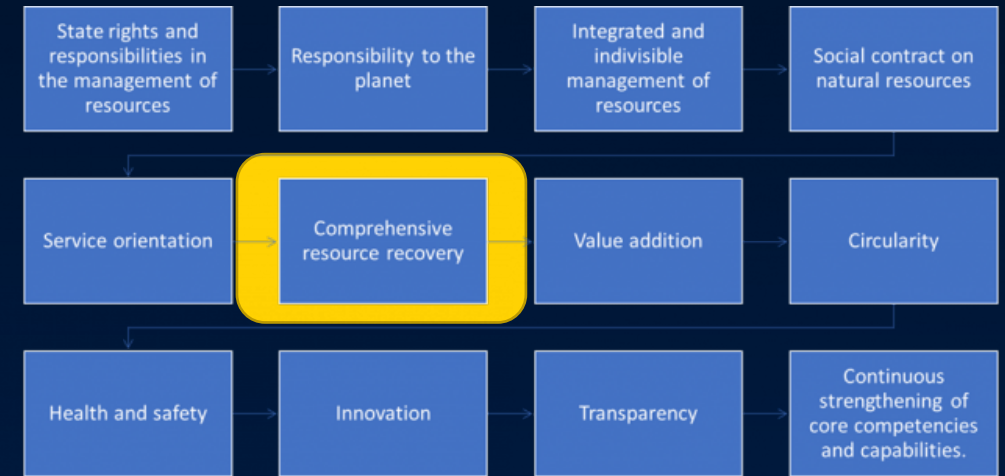 State rights and
responsibilities in
the management of
resources
Responsibility to the
planet
Integrated and
indivisible
management of
resources
Social contract on
natural resources
Service orientation
Comprehensive
resource recovery
Value addition
Circularity
Health and safety
Innovation
Transparency
Continuous
strengthening of
core competencies
and capabilities.